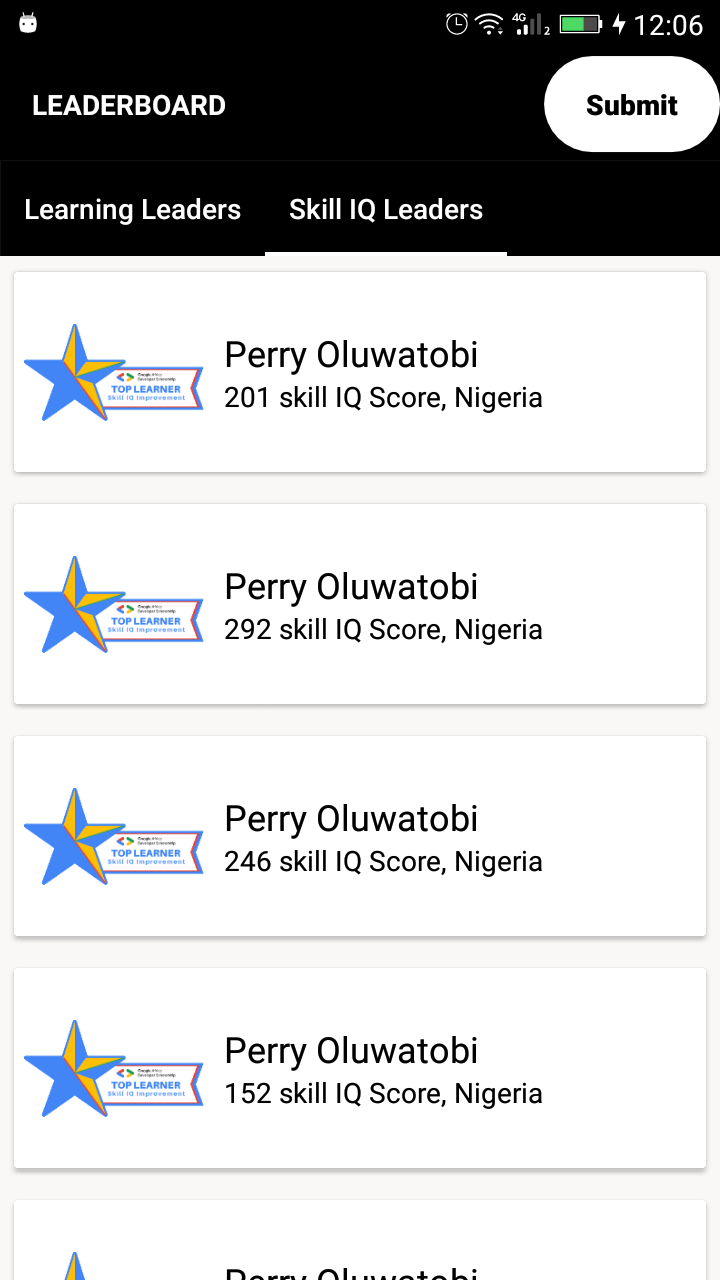 4G 2 12:06
LEADERBOARD
Submit
Learning Leaders
Skill IQ Leaders
Perry Oluwatobi
201 skill IQ Score, Nigeria
Google Africa
Developer Scholarship
TOP LEARNER
Skill IQ Improvement
Perry Oluwatobi
292 skill IQ Score, Nigeria
Google Africa
Developer Scholarship
TOP LEARNER
Skill IQ Improvement
Perry Oluwatobi
246 skill IQ Score, Nigeria
Google Africa
Developer Scholarship
TOP LEARNER
Skill IQ Improvement
Perry Oluwatobi
152 skill IQ Score, Nigeria
Google Africa
Developer Scholarship
TOP LEARNER
Skill IQ Improvement
Perry Oluwatobi